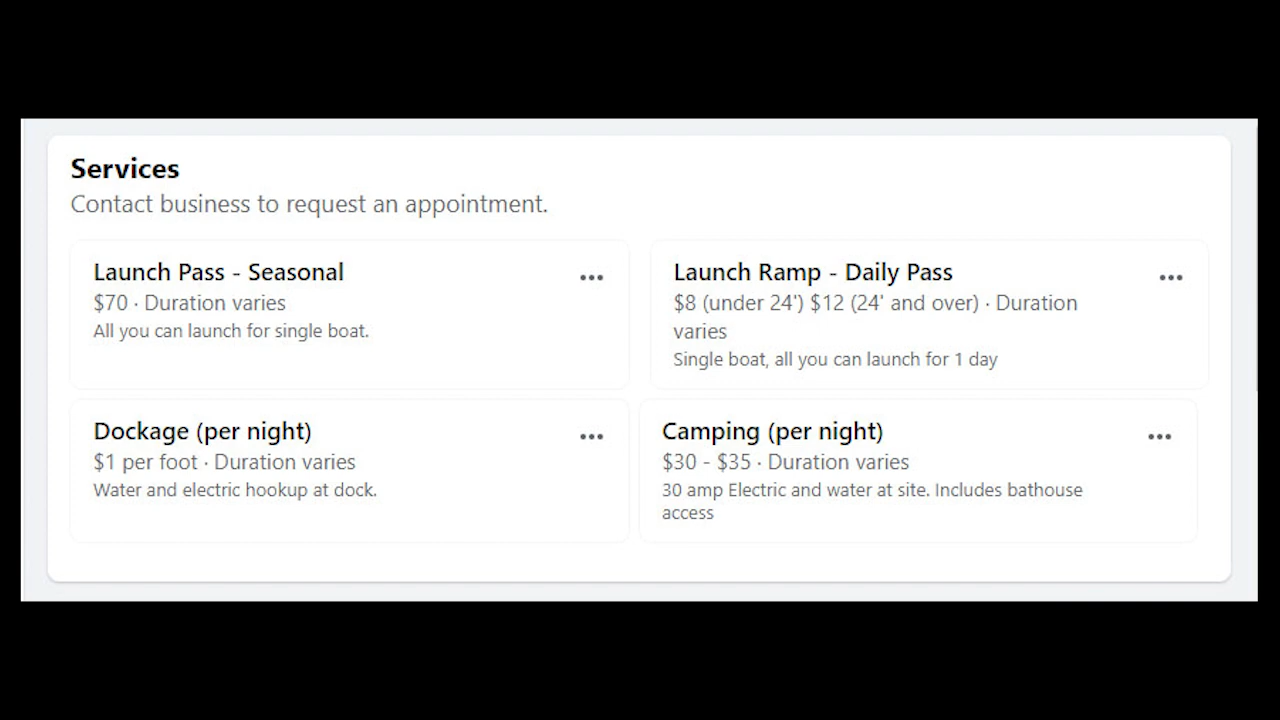 Services
Contact business to request an appointment.
Launch Pass - Seasonal
$70 · Duration varies
All you can launch for single boat.
Launch Ramp - Daily Pass
$8 (under 24') $12 (24' and over) · Duration
varies
Single boat, all you can launch for 1 day
Dockage (per night)
$1 per foot · Duration varies
Water and electric hookup at dock.
Camping (per night)
$30 - $35 · Duration varies
30 amp Electric and water at site. Includes bathouse
access